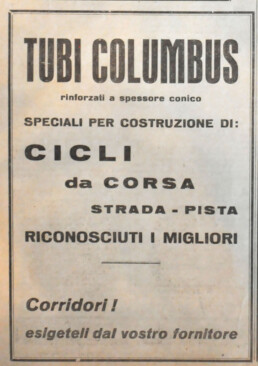 TUBI COLUMBUS
rinforzati a spessore conico
SPECIALI PER COSTRUZIONE DI:
CICLI
da CORSA
STRADA - PISTA
RICONOSCIUTI I MIGLIORI
Corridori!
esigeteli dal vostro fornitore